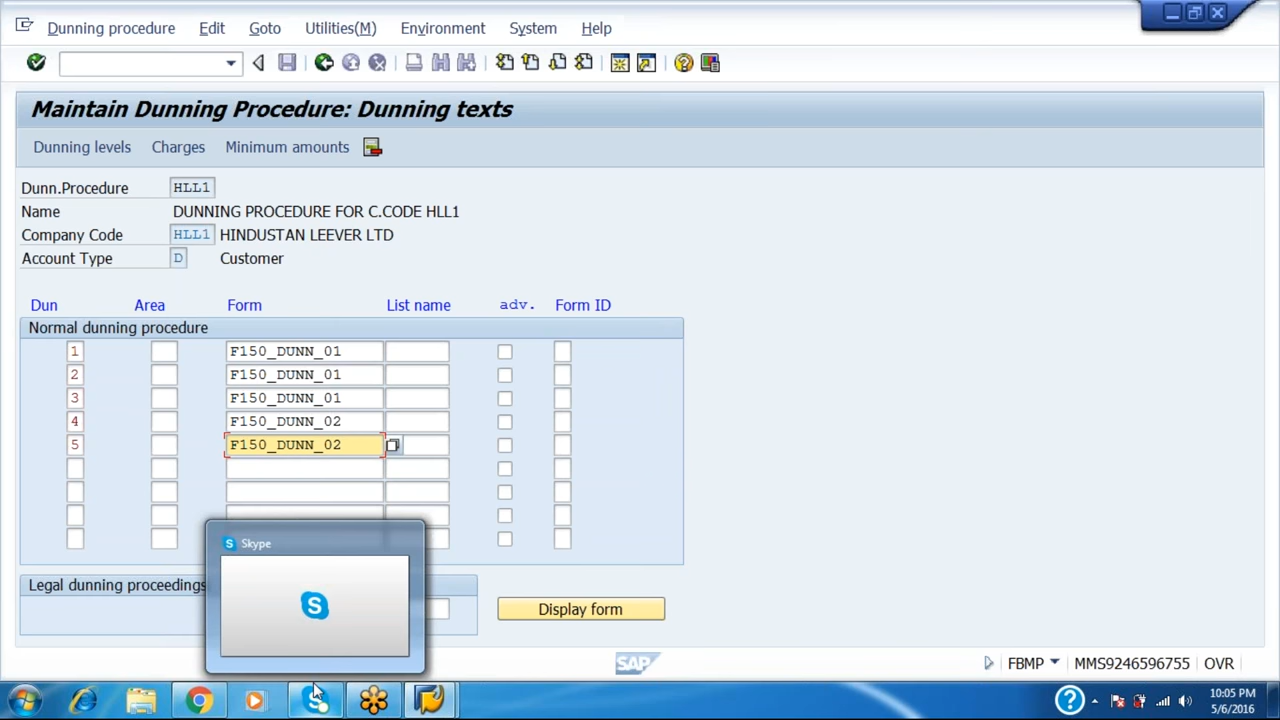 Dunning procedure Edit Goto Utilities(M) Environment System Help
Maintain Dunning Procedure: Dunning texts
Dunning levels Charges Minimum amounts
Dunn.Procedure HLL1
Name DUNNING PROCEDURE FOR C.CODE HLL1
Company Code HLL1 HINDUSTAN LEEVER LTD
Account Type D Customer
Dun Area Form List name adv. Form ID
Normal dunning procedure
1 F150_DUNN_01
2 F150_DUNN_01
3 F150_DUNN_01
4 F150_DUNN_02
5 F150_DUNN_02
Skype
Legal dunning proceedings
Display form
SAP FBMP MMS9246596755 OVR
10:05 PM
5/6/2016